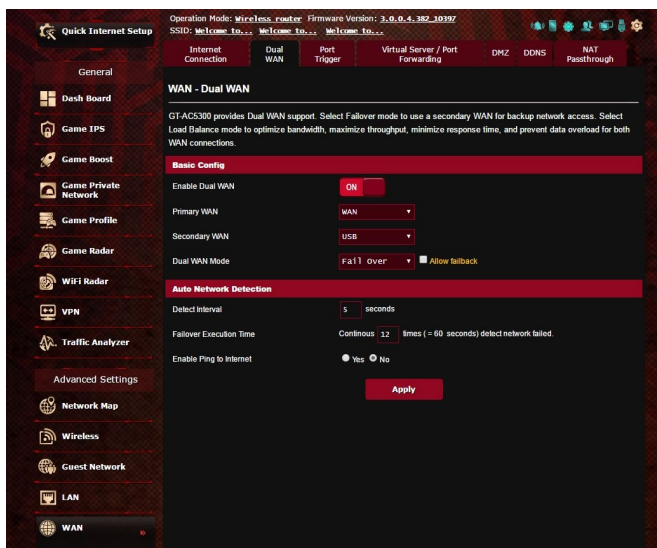 Quick Internet Setup
Operation Mode: Wireless router Firmware Version: 3.0.0.4.382_10397
SSID: Welcome to... Welcome to... Welcome to...
Internet Connection
Dual WAN
Port Trigger
Virtual Server / Port Forwarding
DMZ
DDNS
NAT Passthrough
General
Dash Board
Game IPS
Game Boost
Game Private
Network
Game Profile
Game Radar
WiFi Radar
VPN
Traffic Analyzer
Advanced Settings
Network Map
Wireless
Guest Network
LAN
WAN
WAN - Dual WAN
GT-AC5300 provides Dual WAN support. Select Failover mode to use a secondary WAN for backup network access. Select
Load Balance mode to optimize bandwidth, maximize throughput, minimize response time, and prevent data overload for both
WAN connections.
Basic Config
Enable Dual WAN ON
Primary WAN WAN
Secondary WAN USB
Dual WAN Mode Fail Over Allow failback
Auto Network Detection
Detect Interval 5 seconds
Failover Execution Time Continous 12 times ( = 60 seconds) detect network failed.
Enable Ping to Internet Yes No
Apply